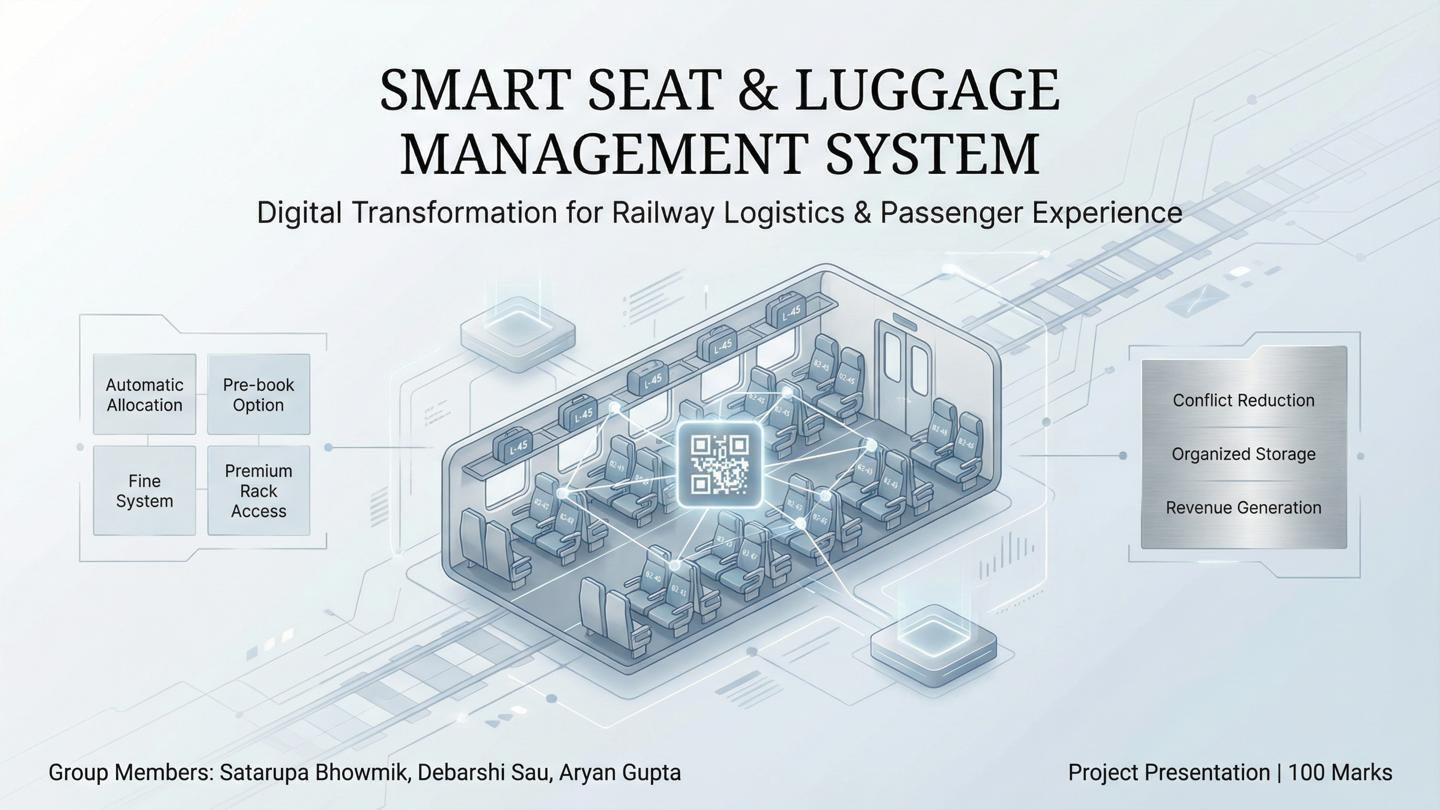 SMART SEAT & LUGGAGE
MANAGEMENT SYSTEM
Digital Transformation for Railway Logistics & Passenger Experience
Automatic
Allocation
Pre-book
Option
Fine
System
Premium
Rack
Access
L-45
L-45
L-45
L-45
L-45
Conflict Reduction
Organized Storage
Revenue Generation
Group Members: Satarupa Bhowmik, Debarshi Sau, Aryan Gupta
Project Presentation | 100 Marks